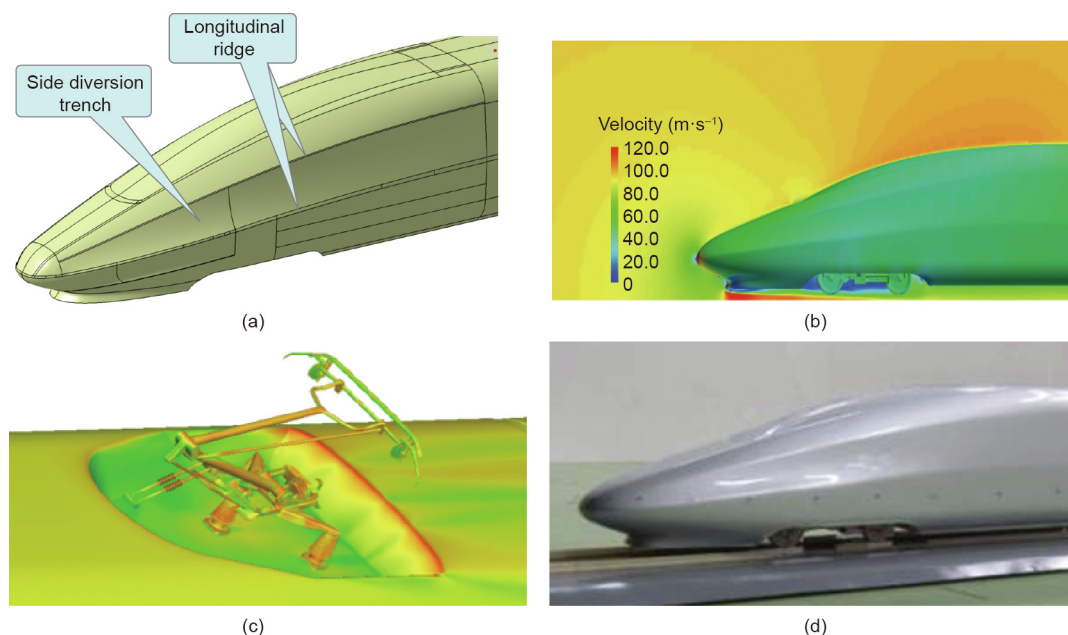 Longitudinal
ridge
Side diversion
trench
(a)
Velocity (m·s⁻¹)
120.0
100.0
80.0
60.0
40.0
20.0
0
(b)
(c)
(d)